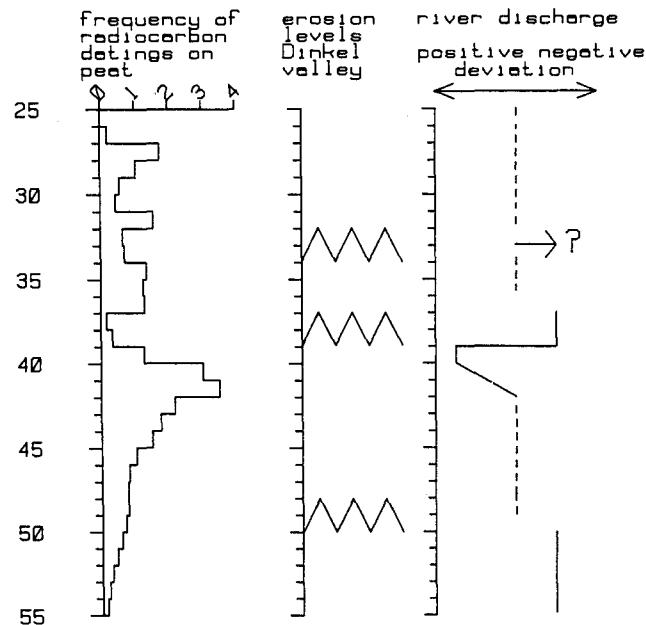 frequency of
radiocarbon
datings on
peat
erosion
levels
Dinkel
valley
river discharge
positive negative
deviation
0 1 2 3 4
25
30
35
40
45
50
55
?